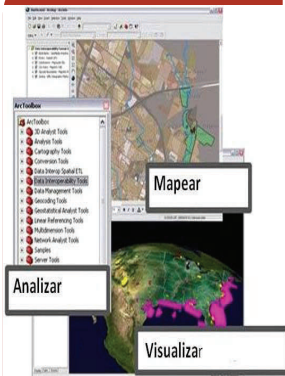 ArcToolbox
ArcToolbox
3D Analyst Tools
Analysis Tools
Cartography Tools
Conversion Tools
Data Interop Spatial ETL
Data Interoperability Tools
Data Management Tools
Geocoding Tools
Geostatistical Analyst Tools
Linear Referencing Tools
Multidimension Tools
Network Analyst Tools
Samples
Server Tools
Mapear
Analizar
Visualizar